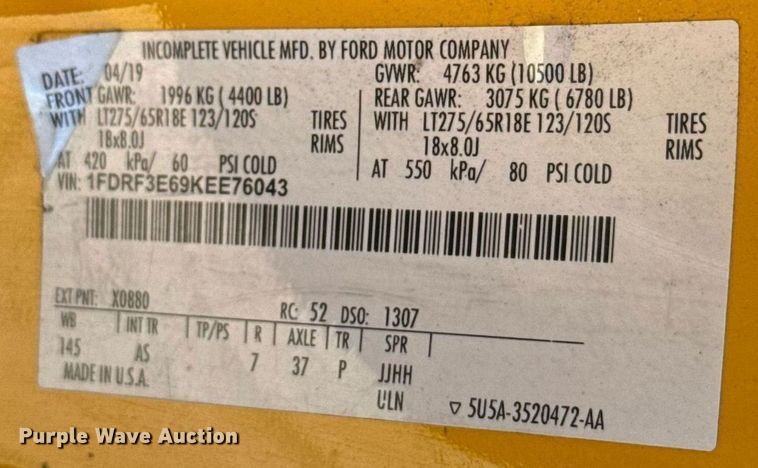 INCOMPLETE VEHICLE MFD. BY FORD MOTOR COMPANY
DATE: 04/19 GVWR: 4763 KG (10500 LB)
FRONT GAWR: 1996 KG ( 4400 LB) REAR GAWR: 3075 KG ( 6780 LB)
WITH LT275/65R18E 123/120S TIRES WITH LT275/65R18E 123/120S TIRES
18x8.0J RIMS 18x8.0J RIMS
AT 420 kPa/ 60 PSI COLD AT 550 kPa/ 80 PSI COLD
VIN: 1FDRF3E69KEE76043
EXT PNT: X0880 RC: 52 DSO: 1307
WB INT TR TP/PS R AXLE TR SPR
145 AS 7 37 P JJHH
MADE IN U.S.A. ULN ▽ 5U5A-3520472-AA
Purple Wave Auction